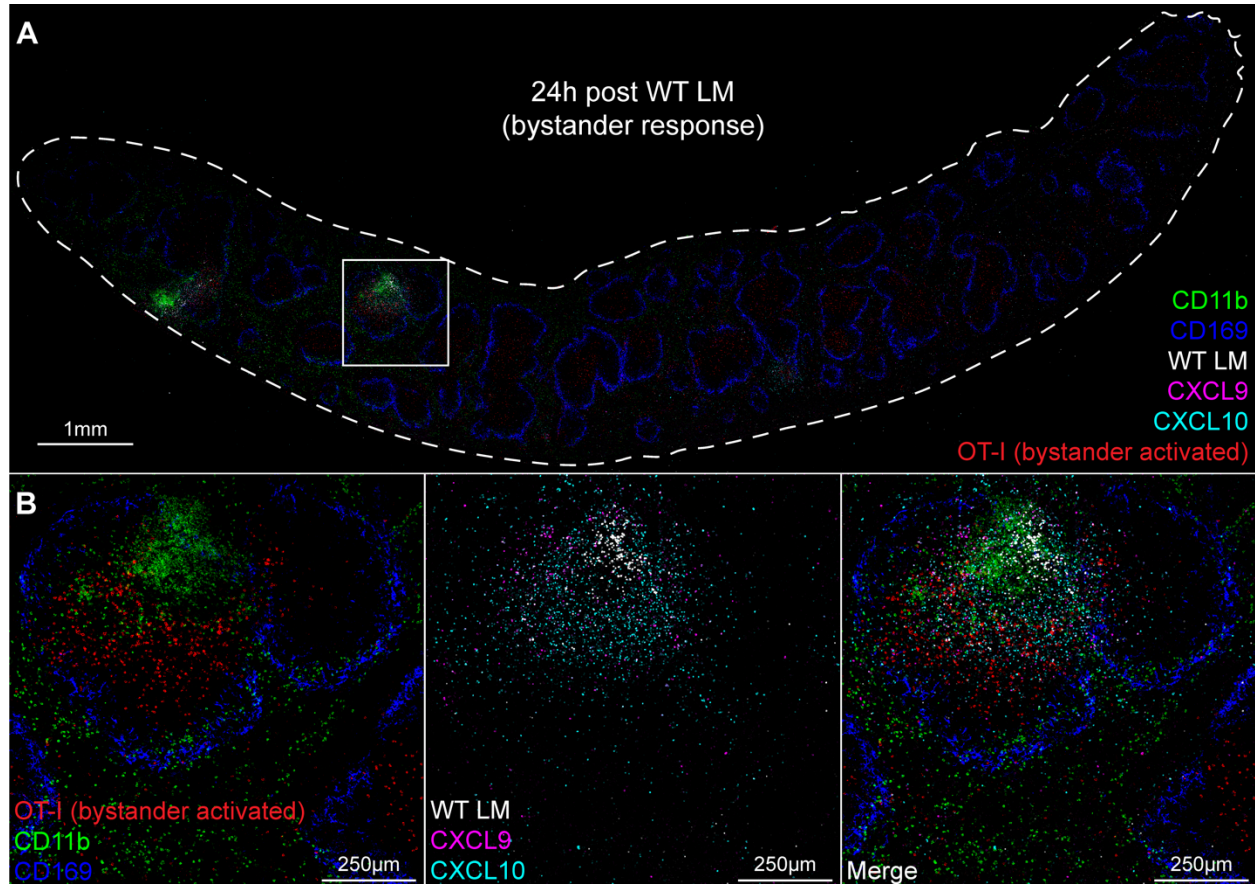 A
24h post WT LM
(bystander response)
CD11b
CD169
WT LM
CXCL9
CXCL10
OT-I (bystander activated)
1mm
B
OT-I (bystander activated)
CD11b
CD169
250µm
WT LM
CXCL9
CXCL10
250µm
Merge
250µm